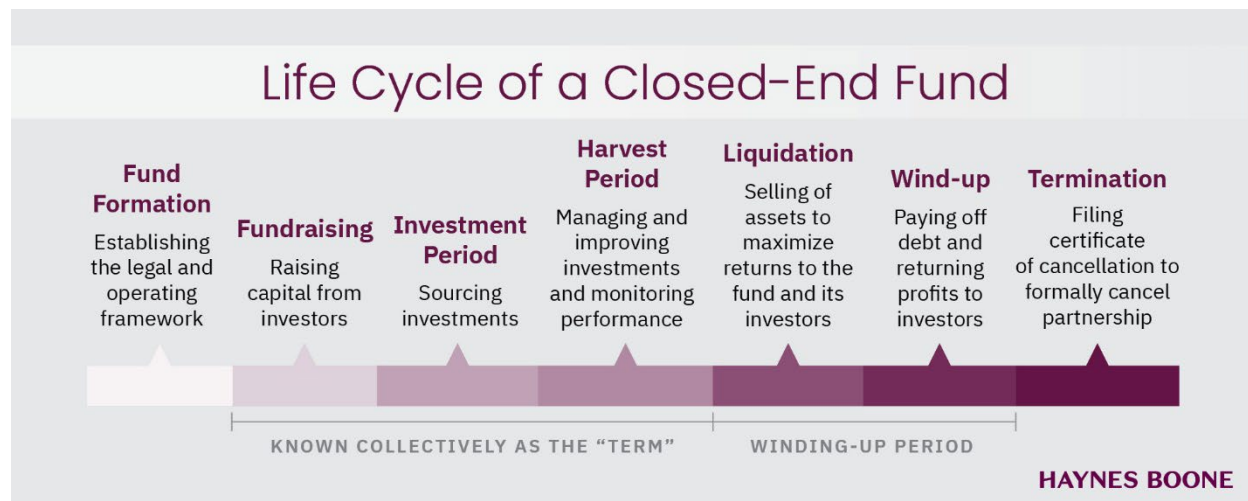 Life Cycle of a Closed-End Fund
Fund
Formation
Establishing
the legal and
operating
framework
Fundraising
Raising
capital from
investors
Investment
Period
Sourcing
investments
Harvest
Period
Managing and
improving
investments
and monitoring
performance
Liquidation
Selling of
assets to
maximize
returns to the
fund and its
investors
Wind-up
Paying off
debt and
returning
profits to
investors
Termination
Filing
certificate
of cancellation to
formally cancel
partnership
KNOWN COLLECTIVELY AS THE “TERM”
WINDING-UP PERIOD
HAYNES BOONE